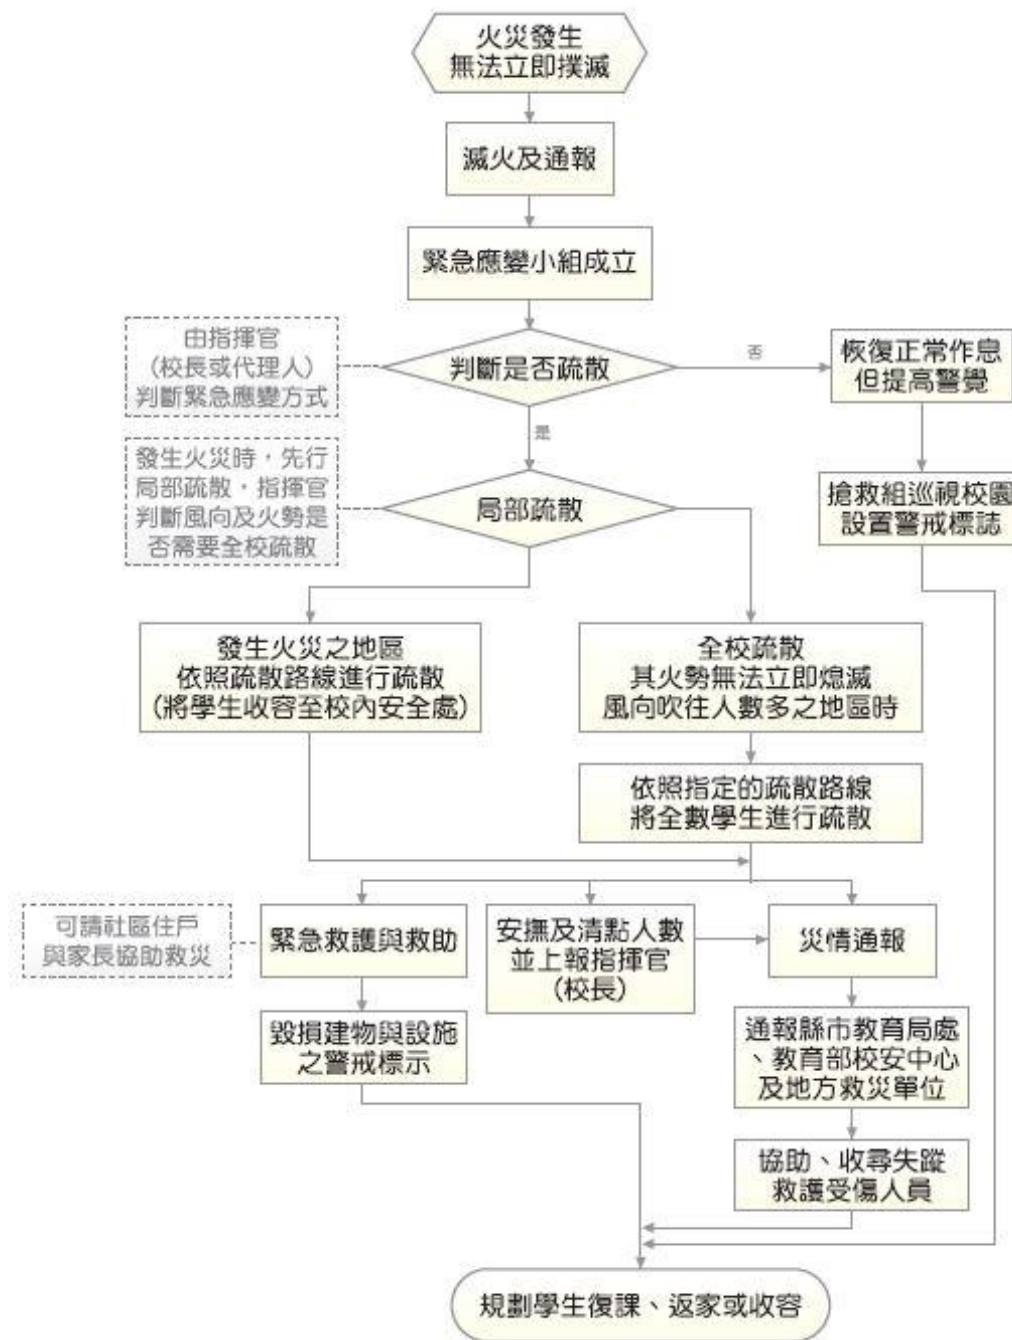 火災發生
無法立即撲滅
滅火及通報
緊急應變小組成立
由指揮官
(校長或代理人)
判斷緊急應變方式
判斷是否疏散
否
恢復正常作息
但提高警覺
是
發生火災時,先行
局部疏散,指揮官
判斷風向及火勢是
否需要全校疏散
局部疏散
搶救組巡視校園
設置警戒標誌
發生火災之地區
依照疏散路線進行疏散
(將學生收容至校內安全處)
全校疏散
其火勢無法立即熄滅
風向吹往人數多之地區時
依照指定的疏散路線
將全數學生進行疏散
可請社區住戶
與家長協助救災
緊急救護與救助
安撫及清點人數
並上報指揮官
(校長)
災情通報
毀損建物與設施
之警戒標示
通報縣市教育局處
、教育部校安中心
及地方救災單位
協助、收尋失蹤
救護受傷人員
規劃學生復課、返家或收容